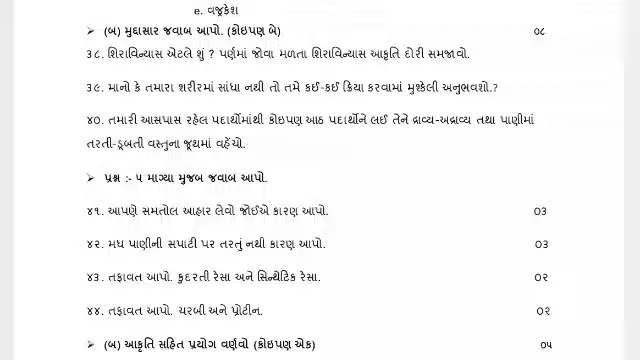 e. વજ્રકેશ
➢ (બ) મુદ્દાસાર જવાબ આપો. (કોઇપણ બે) ૦૮
૩૮. શિરાવિન્યાસ એટલે શું ? પર્ણમાં જોવા મળતા શિરાવિન્યાસ આકૃતિ દોરી સમજાવો.
૩૯. માનો કે તમારા શરીરમાં સાંધા નથી તો તમે કઈ-કઈ ક્રિયા કરવામાં મુશ્કેલી અનુભવશો.?
૪૦. તમારી આસપાસ રહેલ પદાર્થોમાંથી કોઇપણ આઠ પદાર્થોને લઈ તેને દ્રાવ્ય-અદ્રાવ્ય તથા પાણીમાં
તરતી-ડૂબતી વસ્તુના જૂથમાં વહેંચો.
➢ પ્રશ્ન :- ૫ માગ્યા મુજબ જવાબ આપો.
૪૧. આપણે સમતોલ આહાર લેવો જોઈએ કારણ આપો. ૦૩
૪૨. મધ પાણીની સપાટી પર તરતું નથી કારણ આપો. ૦૩
૪૩. તફાવત આપો. કુદરતી રેસા અને સિન્થેટિક રેસા. ૦૨
૪૪. તફાવત આપો. ચરબી અને પ્રોટીન. ૦૨
➢ (બ) આકૃતિ સહિત પ્રયોગ વર્ણવો (કોઇપણ એક) ૦૫